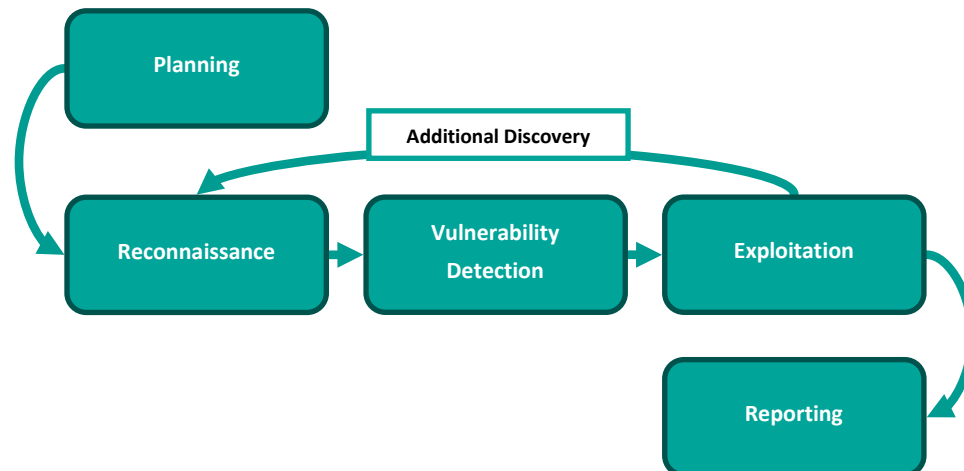 Planning
Additional Discovery
Reconnaissance
Vulnerability
Detection
Exploitation
Reporting